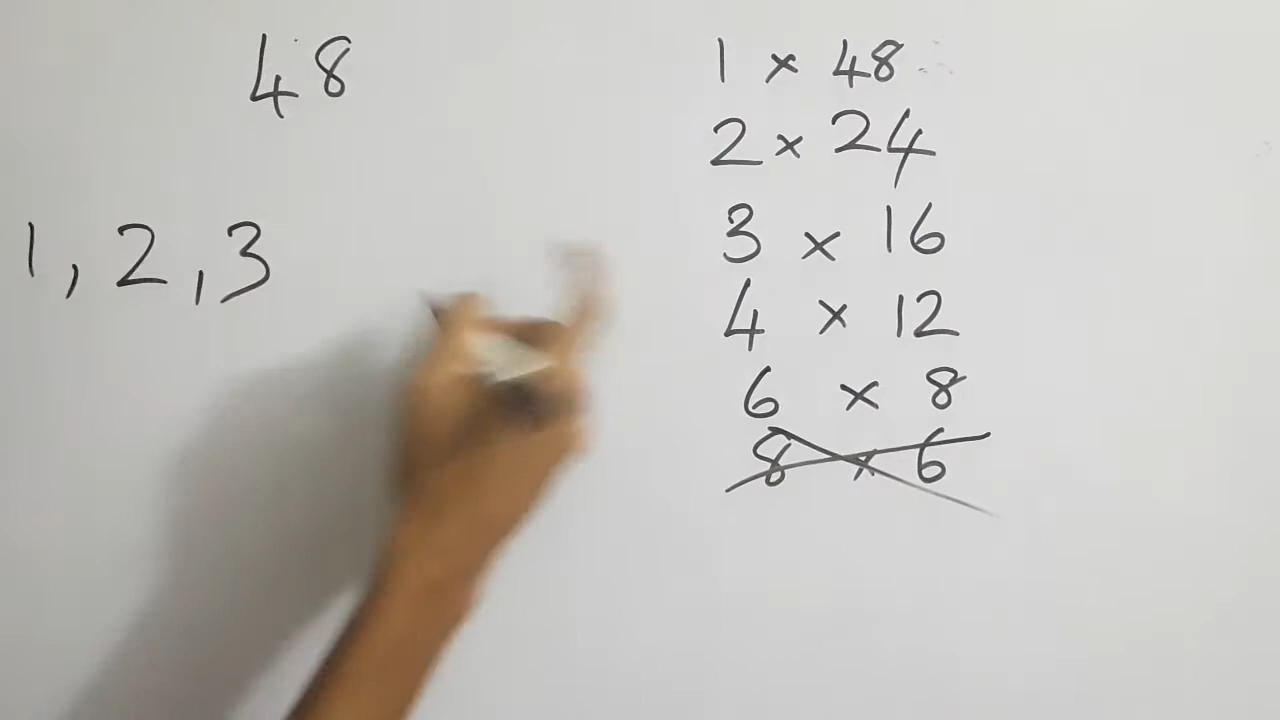 48
1, 2, 3
1 × 48
2 × 24
3 × 16
4 × 12
6 × 8
8 × 6